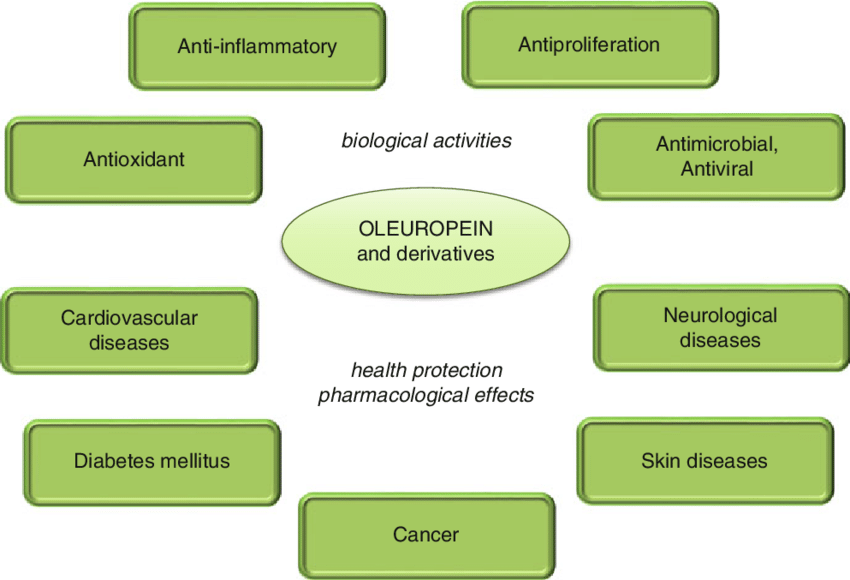 Anti-inflammatory
Antiproliferation
biological activities
Antioxidant
Antimicrobial,
Antiviral
OLEUROPEIN
and derivatives
Cardiovascular
diseases
Neurological
diseases
health protection
pharmacological effects
Diabetes mellitus
Skin diseases
Cancer